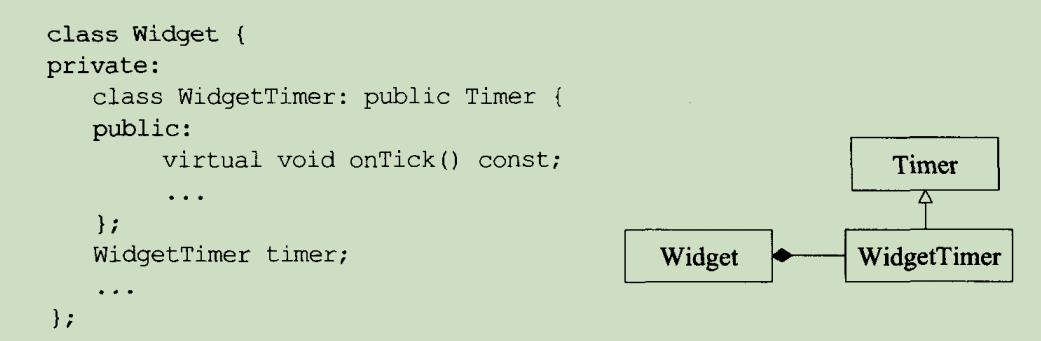 class Widget {
private:
class WidgetTimer: public Timer {
public:
virtual void onTick() const;
...
};
WidgetTimer timer;
...
};
Timer
Widget
WidgetTimer